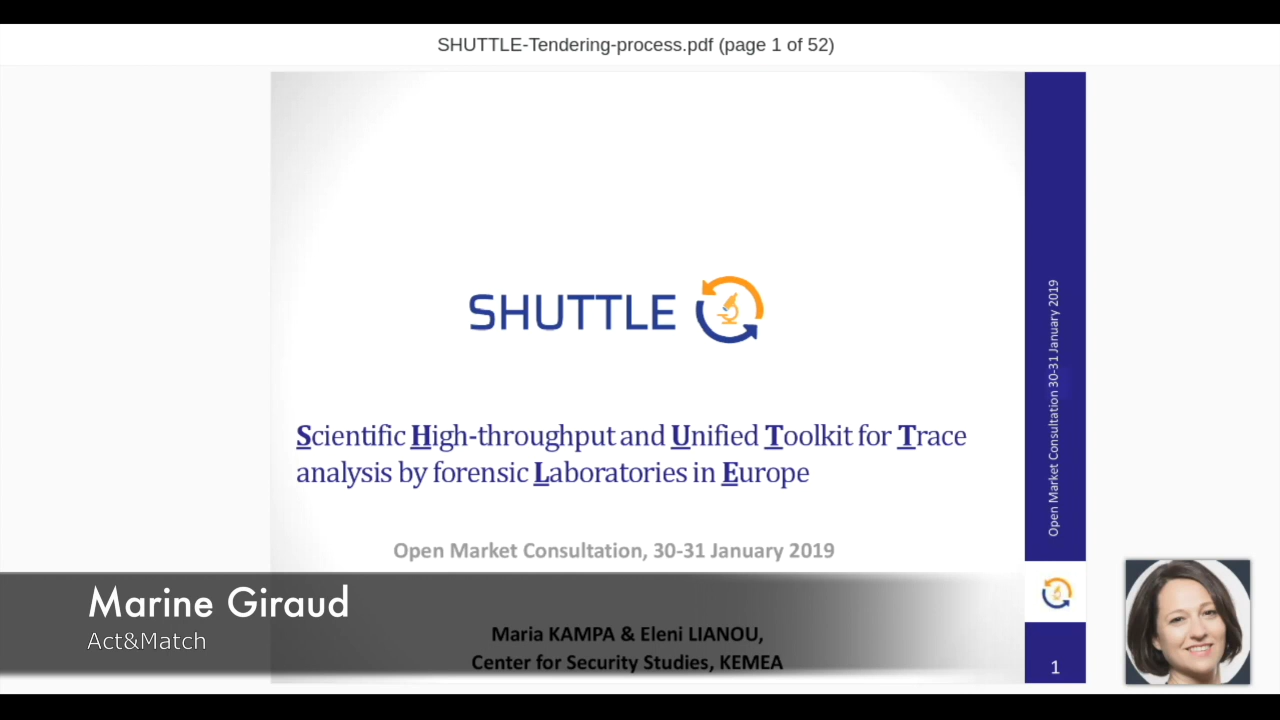 SHUTTLE-Tendering-process.pdf (page 1 of 52)
SHUTTLE
Scientific High-throughput and Unified Toolkit for Trace
analysis by forensic Laboratories in Europe
Open Market Consultation, 30-31 January 2019
Maria KAMPA & Eleni LIANOU,
Center for Security Studies, KEMEA
Open Market Consultation 30-31 January 2019
1
Marine Giraud
Act&Match